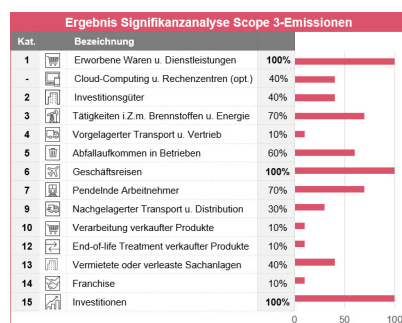 Ergebnis Signifikanzanalyse Scope 3-Emissionen
Kat. Bezeichnung
1 Erworbene Waren u. Dienstleistungen 100%
- Cloud-Computing u. Rechenzentren (opt.) 40%
2 Investitionsgüter 40%
3 Tätigkeiten i.Z.m. Brennstoffen u. Energie 70%
4 Vorgelagerter Transport u. Vertrieb 10%
5 Abfallaufkommen in Betrieben 60%
6 Geschäftsreisen 100%
7 Pendelnde Arbeitnehmer 70%
9 Nachgelagerter Transport u. Distribution 30%
10 Verarbeitung verkaufter Produkte 10%
12 End-of-life Treatment verkaufter Produkte 10%
13 Vermietete oder verleaste Sachanlagen 40%
14 Franchise 10%
15 Investitionen 100%
0 50 100